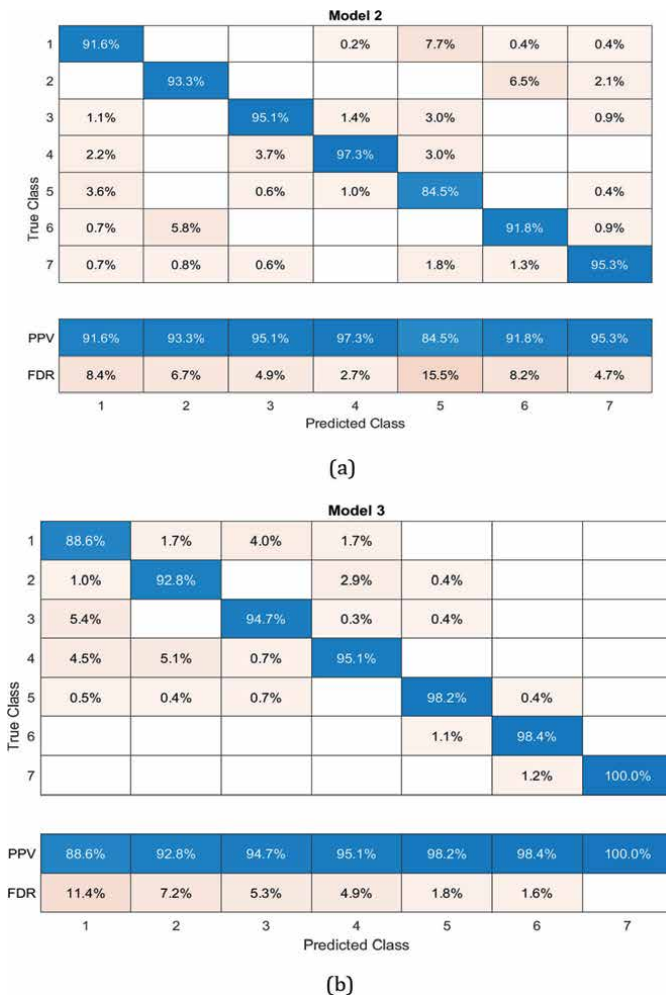 Model 2
1 91.6% 0.2% 7.7% 0.4% 0.4%
2 93.3% 6.5% 2.1%
3 1.1% 95.1% 1.4% 3.0% 0.9%
4 2.2% 3.7% 97.3% 3.0%
5 3.6% 0.6% 1.0% 84.5% 0.4%
6 0.7% 5.8% 91.8% 0.9%
7 0.7% 0.8% 0.6% 1.8% 1.3% 95.3%
True Class
PPV 91.6% 93.3% 95.1% 97.3% 84.5% 91.8% 95.3%
FDR 8.4% 6.7% 4.9% 2.7% 15.5% 8.2% 4.7%
1 2 3 4 5 6 7
Predicted Class
(a)
Model 3
1 88.6% 1.7% 4.0% 1.7%
2 1.0% 92.8% 2.9% 0.4%
3 5.4% 94.7% 0.3% 0.4%
4 4.5% 5.1% 0.7% 95.1%
5 0.5% 0.4% 0.7% 98.2% 0.4%
6 1.1% 98.4%
7 1.2% 100.0%
True Class
PPV 88.6% 92.8% 94.7% 95.1% 98.2% 98.4% 100.0%
FDR 11.4% 7.2% 5.3% 4.9% 1.8% 1.6%
1 2 3 4 5 6 7
Predicted Class
(b)